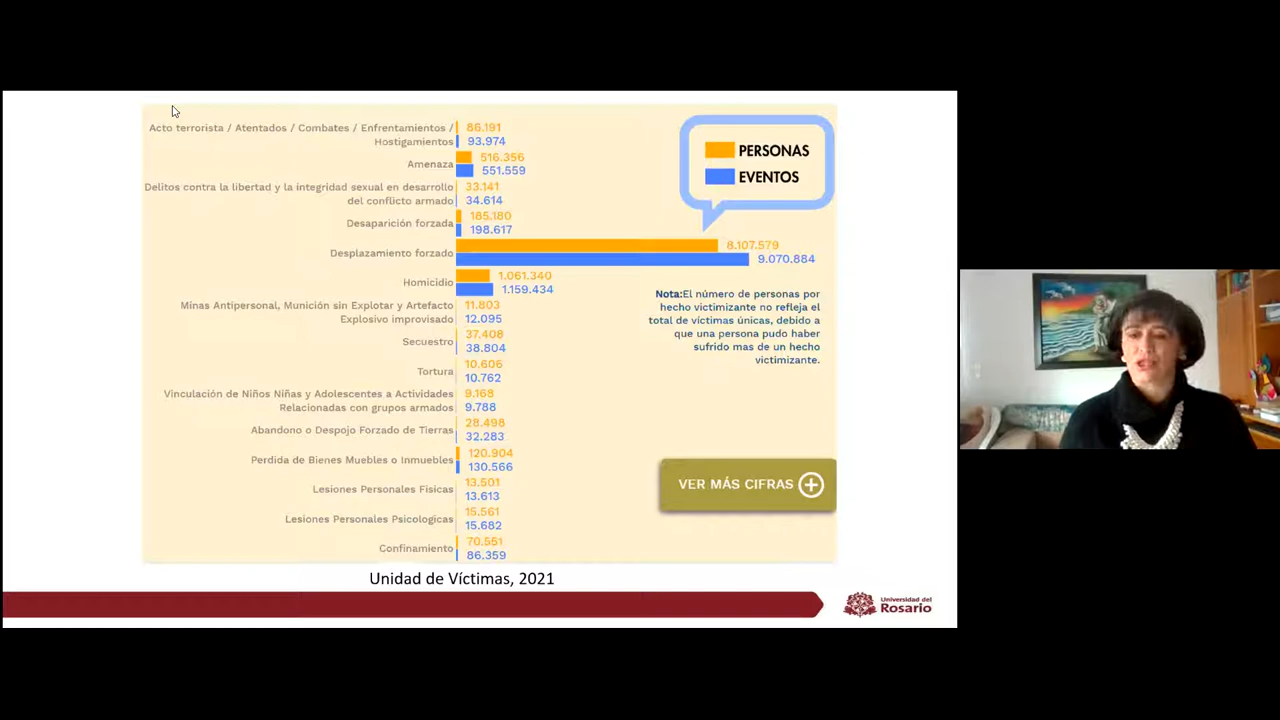 Acto terrorista / Atentados / Combates / Enfrentamientos /
Hostigamientos
86.191
93.974
Amenaza
516.356
551.559
Delitos contra la libertad y la integridad sexual en desarrollo
del conflicto armado
33.141
34.614
Desaparición forzada
185.180
198.617
Desplazamiento forzado
8.107.579
9.070.884
Homicidio
1.061.340
1.159.434
Minas Antipersonal, Munición sin Explotar y Artefacto
Explosivo improvisado
11.803
12.095
Secuestro
37.408
38.804
Tortura
10.606
10.762
Vinculación de Niños Niñas y Adolescentes a Actividades
Relacionadas con grupos armados
9.168
9.788
Abandono o Despojo Forzado de Tierras
28.498
32.283
Perdida de Bienes Muebles o Inmuebles
120.904
130.566
Lesiones Personales Físicas
13.501
13.613
Lesiones Personales Psicologicas
15.561
15.682
Confinamiento
70.551
86.359
PERSONAS
EVENTOS
Nota:El número de personas por
hecho victimizante no refleja el
total de víctimas únicas, debido a
que una persona pudo haber
sufrido mas de un hecho
victimizante.
VER MÁS CIFRAS
Unidad de Víctimas, 2021
Universidad del
Rosario